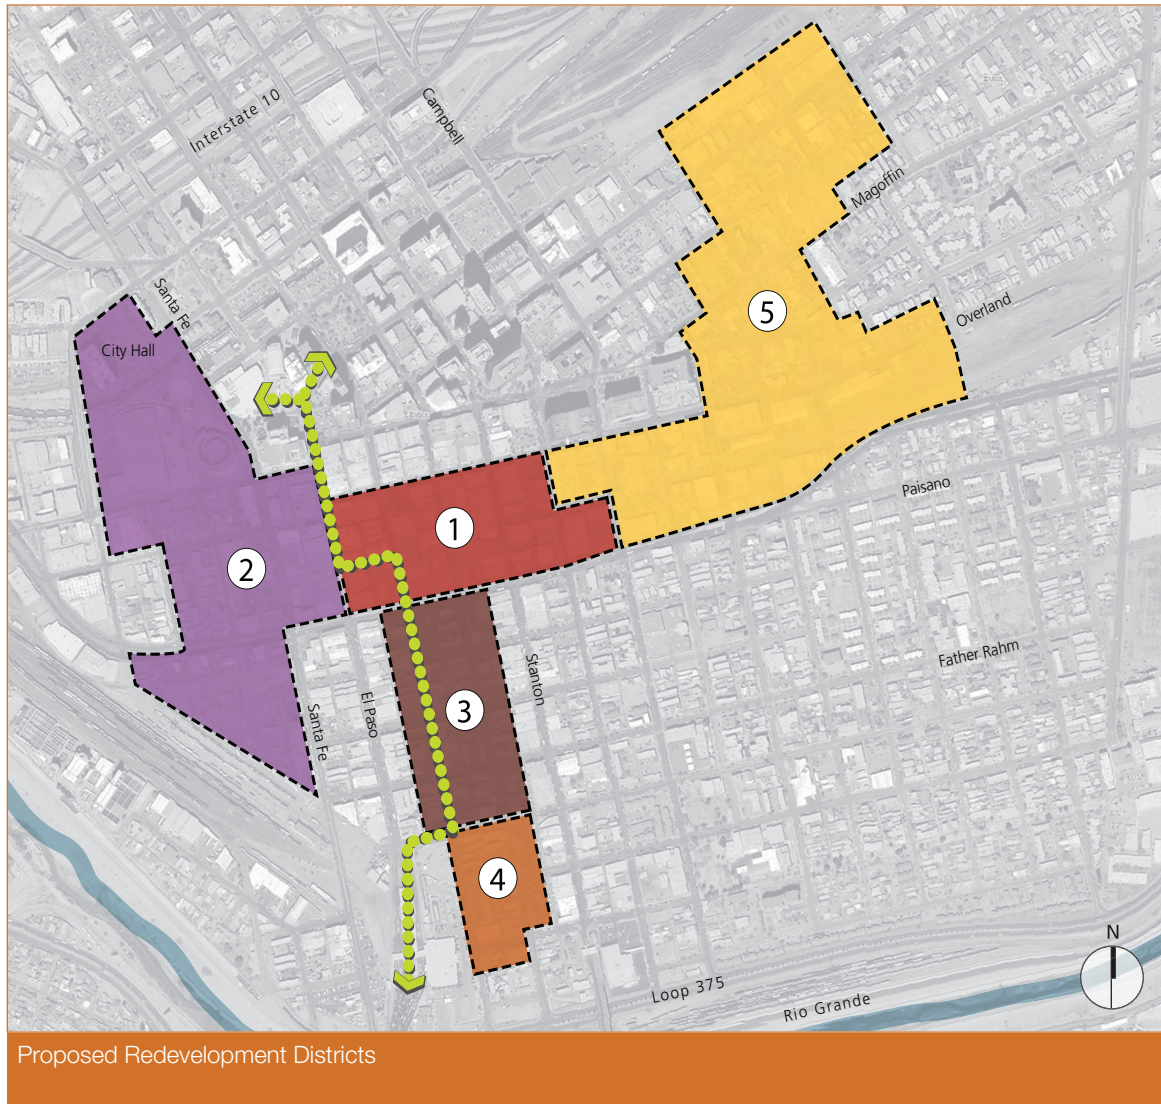 Interstate 10
Campbell
Magoffin
Santa Fe
Overland
5
City Hall
Paisano
1
2
Father Rahm
Stanton
El Paso
3
Santa Fe
4
N
Loop 375
Rio Grande
Proposed Redevelopment Districts